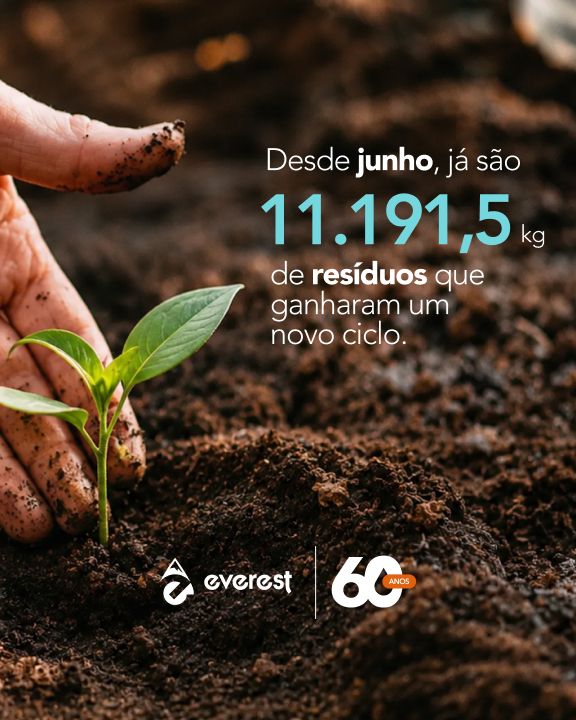 Desde junho, já são
11.191,5 kg
de resíduos que
ganharam um
novo ciclo.
everest
60 ANOS